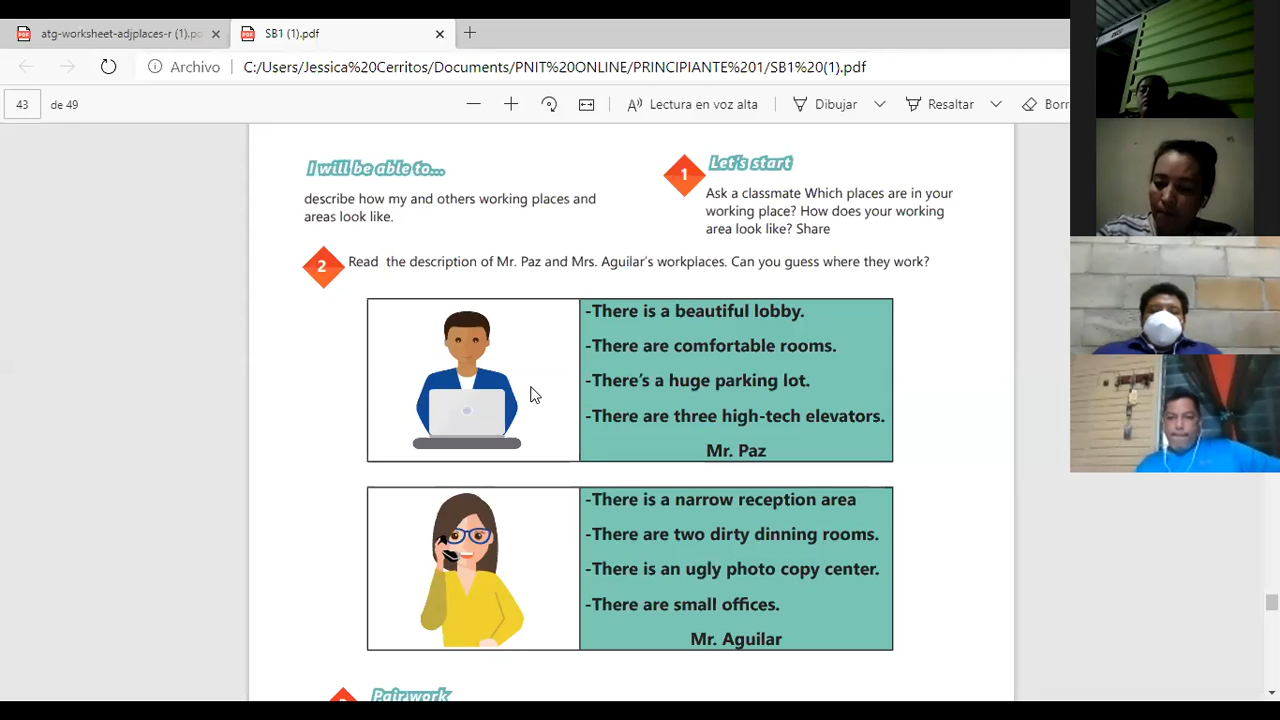 atg-worksheet-adjplaces-r (1).pd
SB1 (1).pdf
Archivo
C:/Users/Jessica%20Cerritos/Documents/PNIT%20ONLINE/PRINCIPIANTE%201/SB1%20(1).pdf
43
de 49
Lectura en voz alta
Dibujar
Resaltar
Borr
I will be able to...
describe how my and others working places and
areas look like.
1
Let's start
Ask a classmate Which places are in your
working place? How does your working
area look like? Share
2
Read the description of Mr. Paz and Mrs. Aguilar's workplaces. Can you guess where they work?
-There is a beautiful lobby.
-There are comfortable rooms.
-There's a huge parking lot.
-There are three high-tech elevators.
Mr. Paz
-There is a narrow reception area
-There are two dirty dinning rooms.
-There is an ugly photo copy center.
-There are small offices.
Mr. Aguilar
Pair work